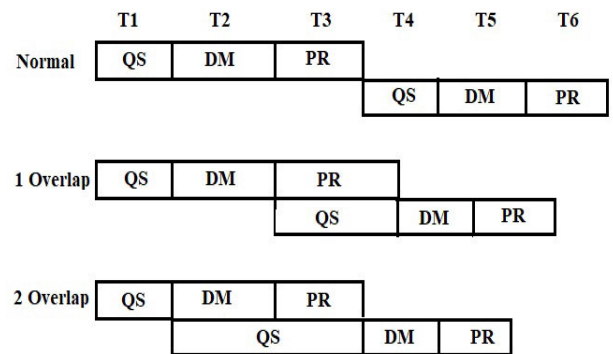 T1 T2 T3 T4 T5 T6
Normal QS DM PR
QS DM PR
1 Overlap QS DM PR
QS DM PR
2 Overlap QS DM PR
QS DM PR